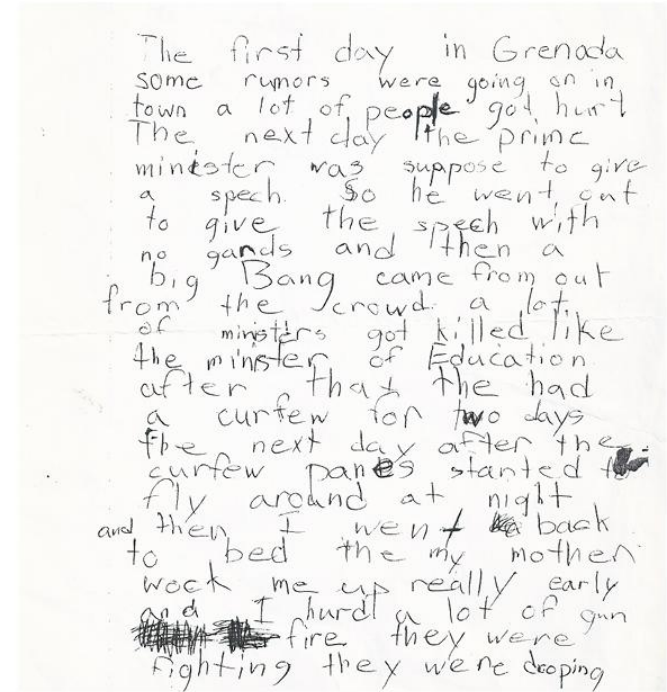 The first day in Grenada
some rumors were going on in
town a lot of people got hurt
The next day the prime
minister was suppose to give
a spech. So he went out
to give the spech with
no gards and then a
big Bang came from out
from the crowd. a lot
of ministers got killed like
the minster of Education
after that the had
a curfew for two days
the next day after the
curfew panes started to
fly around at night
and then I went back
to bed the my mother
wock me up really early
and I hurd a lot of gun
fire they were
fighting they were droping